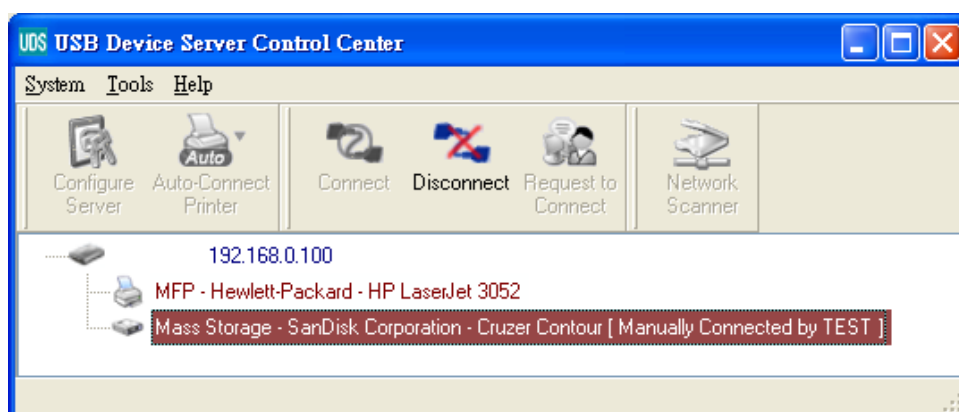 UDS USB Device Server Control Center
System Tools Help
Auto
Configure Server
Auto-Connect Printer
Connect
Disconnect
Request to Connect
Network Scanner
192.168.0.100
MFP - Hewlett-Packard - HP LaserJet 3052
Mass Storage - SanDisk Corporation - Cruzer Contour [ Manually Connected by TEST ]